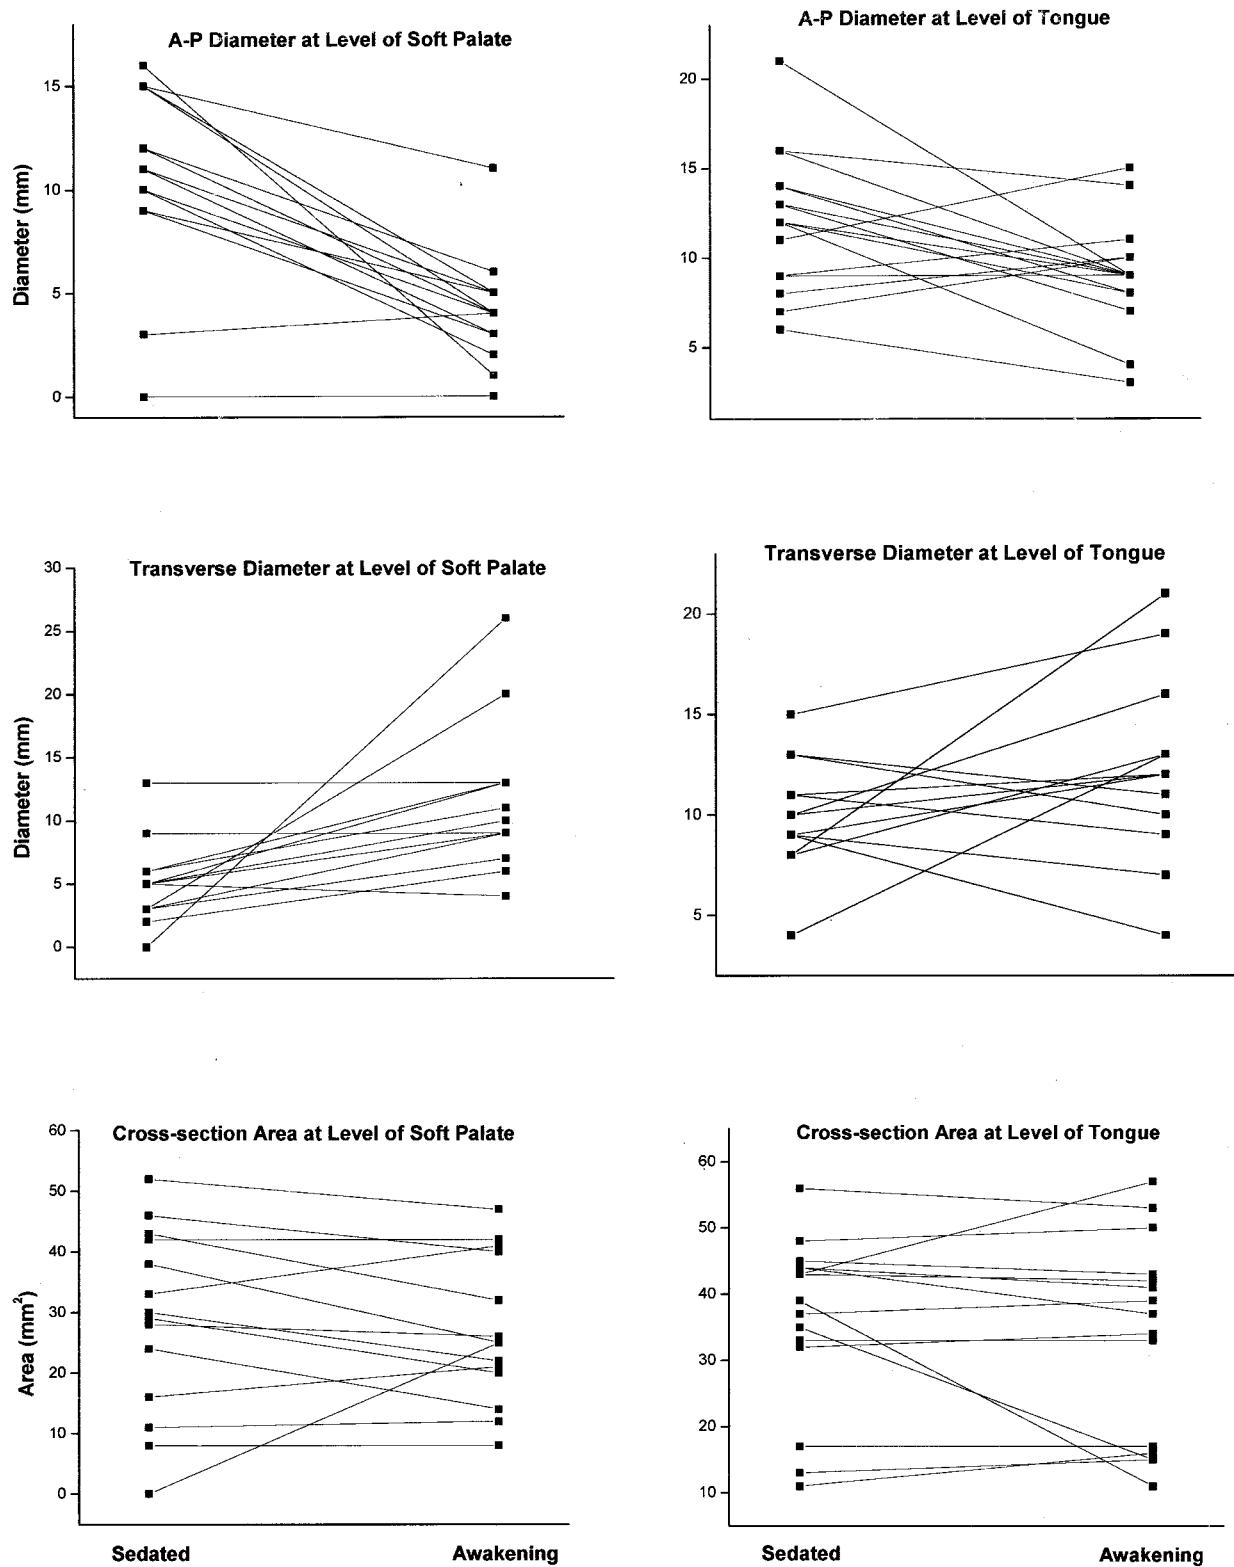 A-P Diameter at Level of Soft Palate
15
10
5
0
Diameter (mm)
A-P Diameter at Level of Tongue
20
15
10
5
Transverse Diameter at Level of Soft Palate
30
25
20
15
10
5
0
Diameter (mm)
Transverse Diameter at Level of Tongue
20
15
10
5
Cross-section Area at Level of Soft Palate
60
50
40
30
20
10
0
Area (mm²)
Sedated
Awakening
Cross-section Area at Level of Tongue
60
50
40
30
20
10
Sedated
Awakening